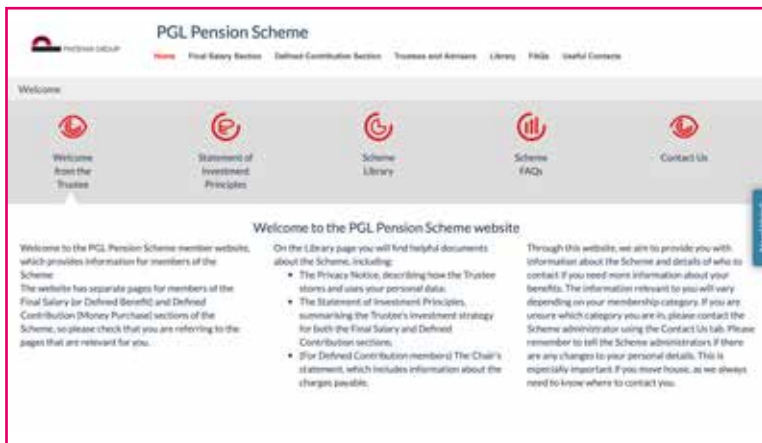 PGL Pension Scheme
PHOENIX GROUP
Home Final Salary Section Defined Contribution Section Trustees and Advisers Library FAQs Useful Contacts
Welcome
Welcome
from the
Trustee
Statement of
Investment
Principles
Scheme
Library
Scheme
FAQs
Contact Us
Welcome to the PGL Pension Scheme website
Welcome to the PGL Pension Scheme member website,
which provides information for members of the
Scheme
The website has separate pages for members of the
Final Salary (or Defined Benefit) and Defined
Contribution (Money Purchase) sections of the
Scheme, so please check that you are referring to the
pages that are relevant for you.
On the Library page you will find helpful documents
about the Scheme, including:
• The Privacy Notice, describing how the Trustee
stores and uses your personal data;
• The Statement of Investment Principles,
summarising the Trustee's investment strategy
for both the Final Salary and Defined
Contribution sections;
• (For Defined Contribution members) The Chair's
statement, which includes information about the
charges payable.
Through this website, we aim to provide you with
information about the Scheme and details of who to
contact if you need more information about your
benefits. The information relevant to you will vary
depending on your membership category. If you are
unsure which category you are in, please contact the
Scheme administrator using the Contact Us tab. Please
remember to tell the Scheme administrators if there
are any changes to your personal details. This is
especially important if you move house, as we always
need to know where to contact you.